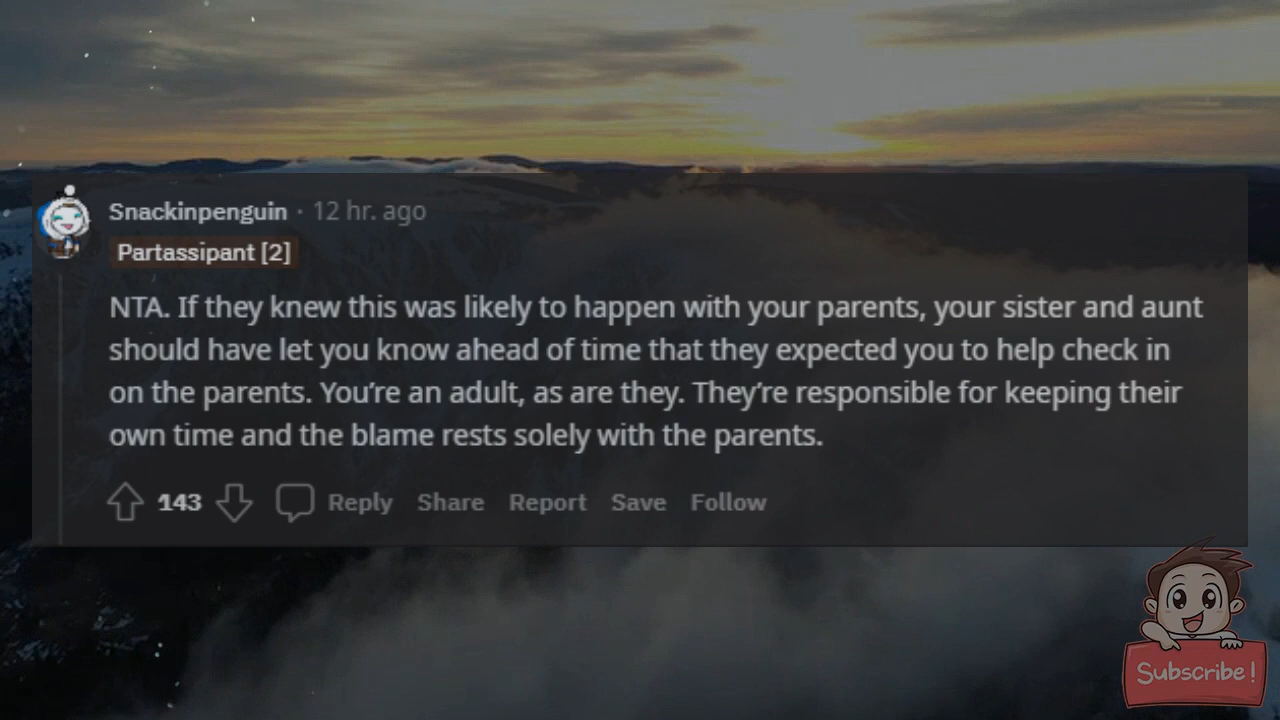 Snackinpenguin · 12 hr. ago
Partassipant [2]
NTA. If they knew this was likely to happen with your parents, your sister and aunt
should have let you know ahead of time that they expected you to help check in
on the parents. You’re an adult, as are they. They’re responsible for keeping their
own time and the blame rests solely with the parents.
143 Reply Share Report Save Follow
Subscribe!